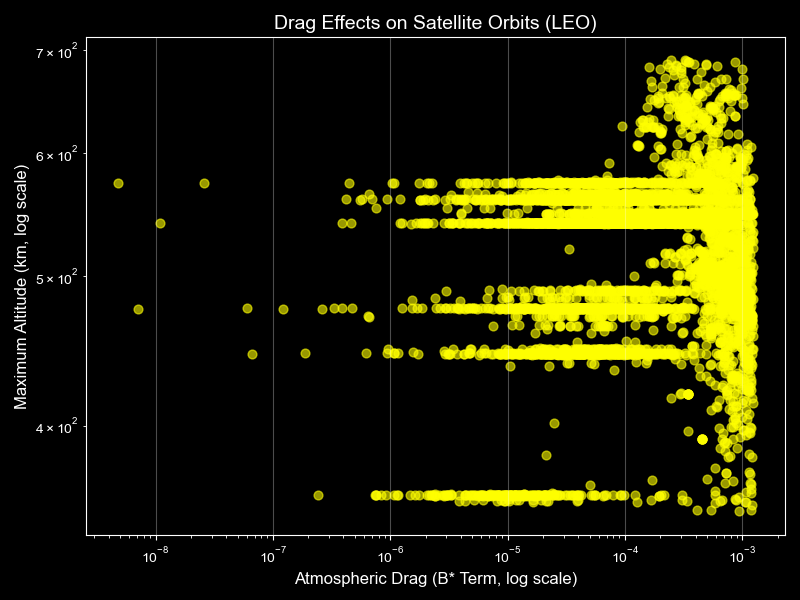 Drag Effects on Satellite Orbits (LEO)
Maximum Altitude (km, log scale)
7 × 10²
6 × 10²
5 × 10²
4 × 10²
10⁻⁸ 10⁻⁷ 10⁻⁶ 10⁻⁵ 10⁻⁴ 10⁻³
Atmospheric Drag (B* Term, log scale)